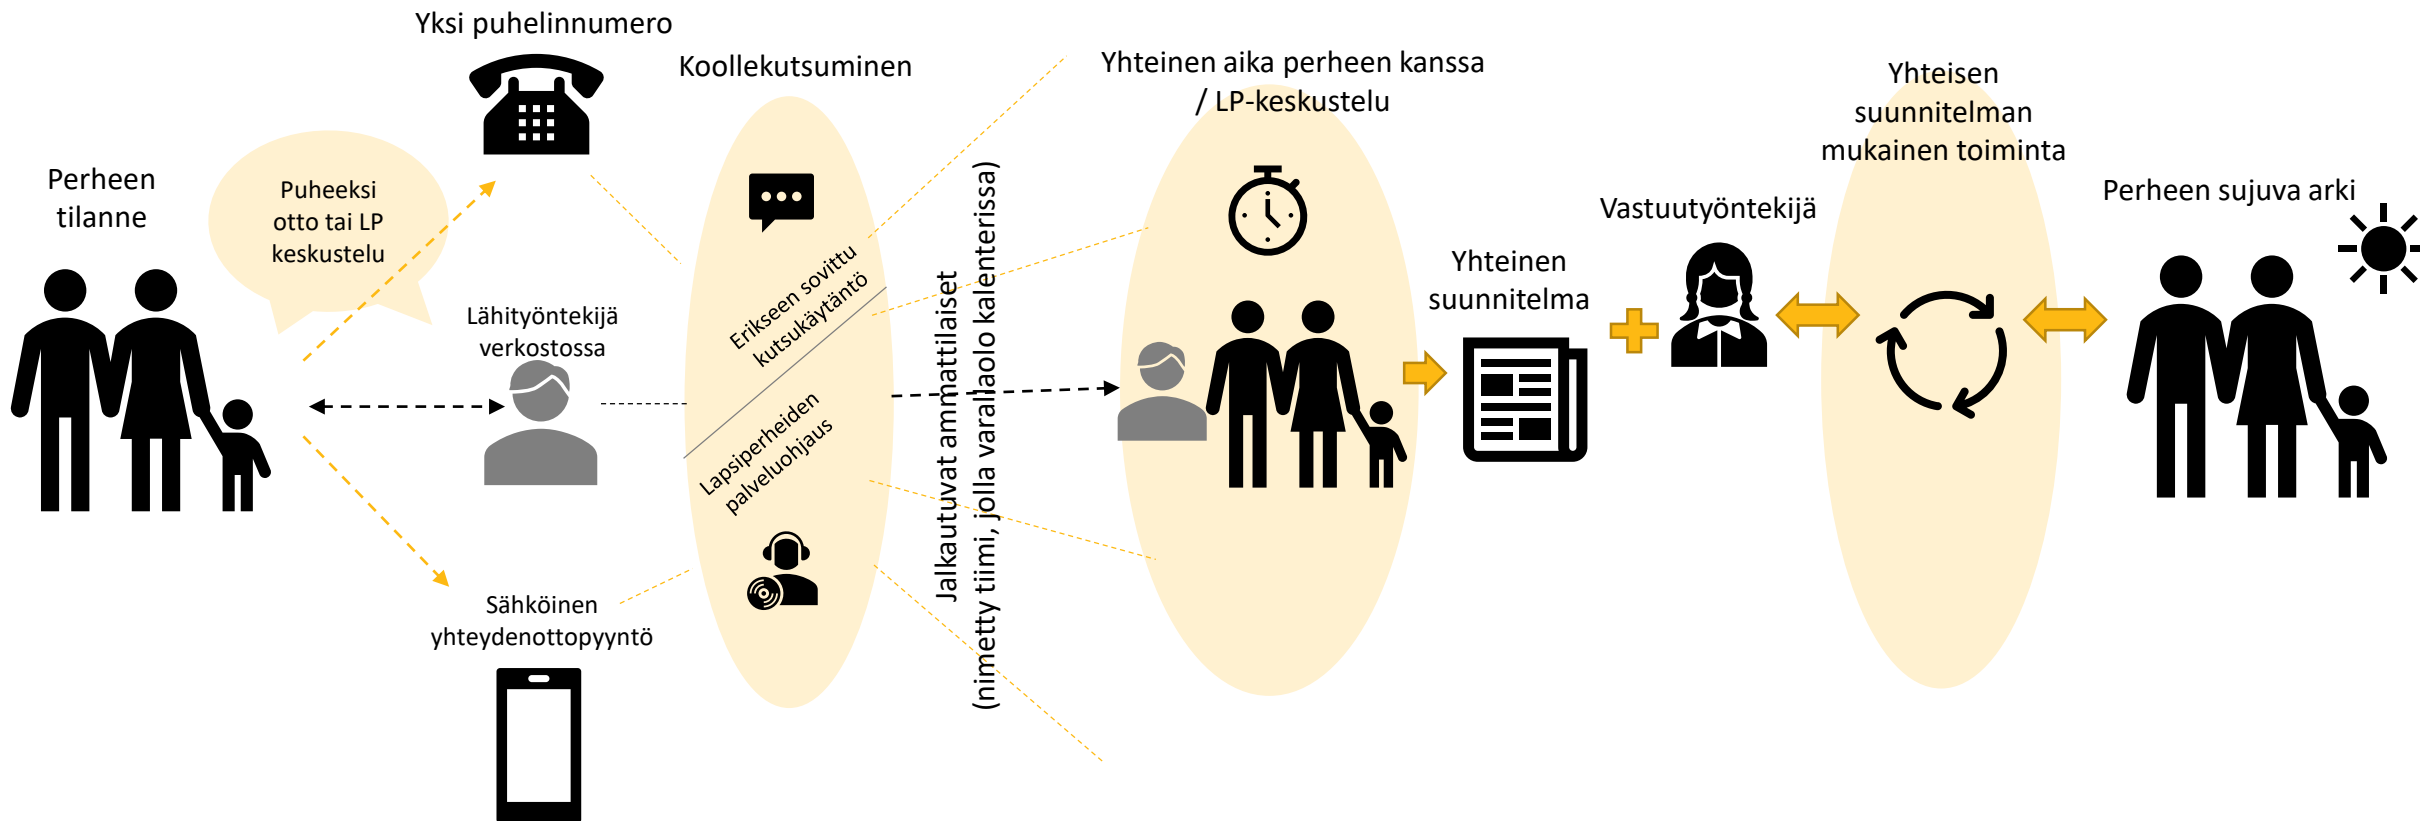 Perheen
tilanne
Puheeksi
otto tai LP
keskustelu
Yksi puhelinnumero
Lähityöntekijä
verkostossa
Sähköinen
yhteydenottopyyntö
Koollekutsuminen
Erikseen sovittu
kutsukäytäntö
Lapsiperheiden
palveluohjaus
Jalkautuvat ammattilaiset
(nimetty tiimi, jolla varallaolo kalenterissa)
Yhteinen aika perheen kanssa
/ LP-keskustelu
Yhteinen
suunnitelma
Vastuutyöntekijä
Yhteisen
suunnitelman
mukainen toiminta
Perheen sujuva arki